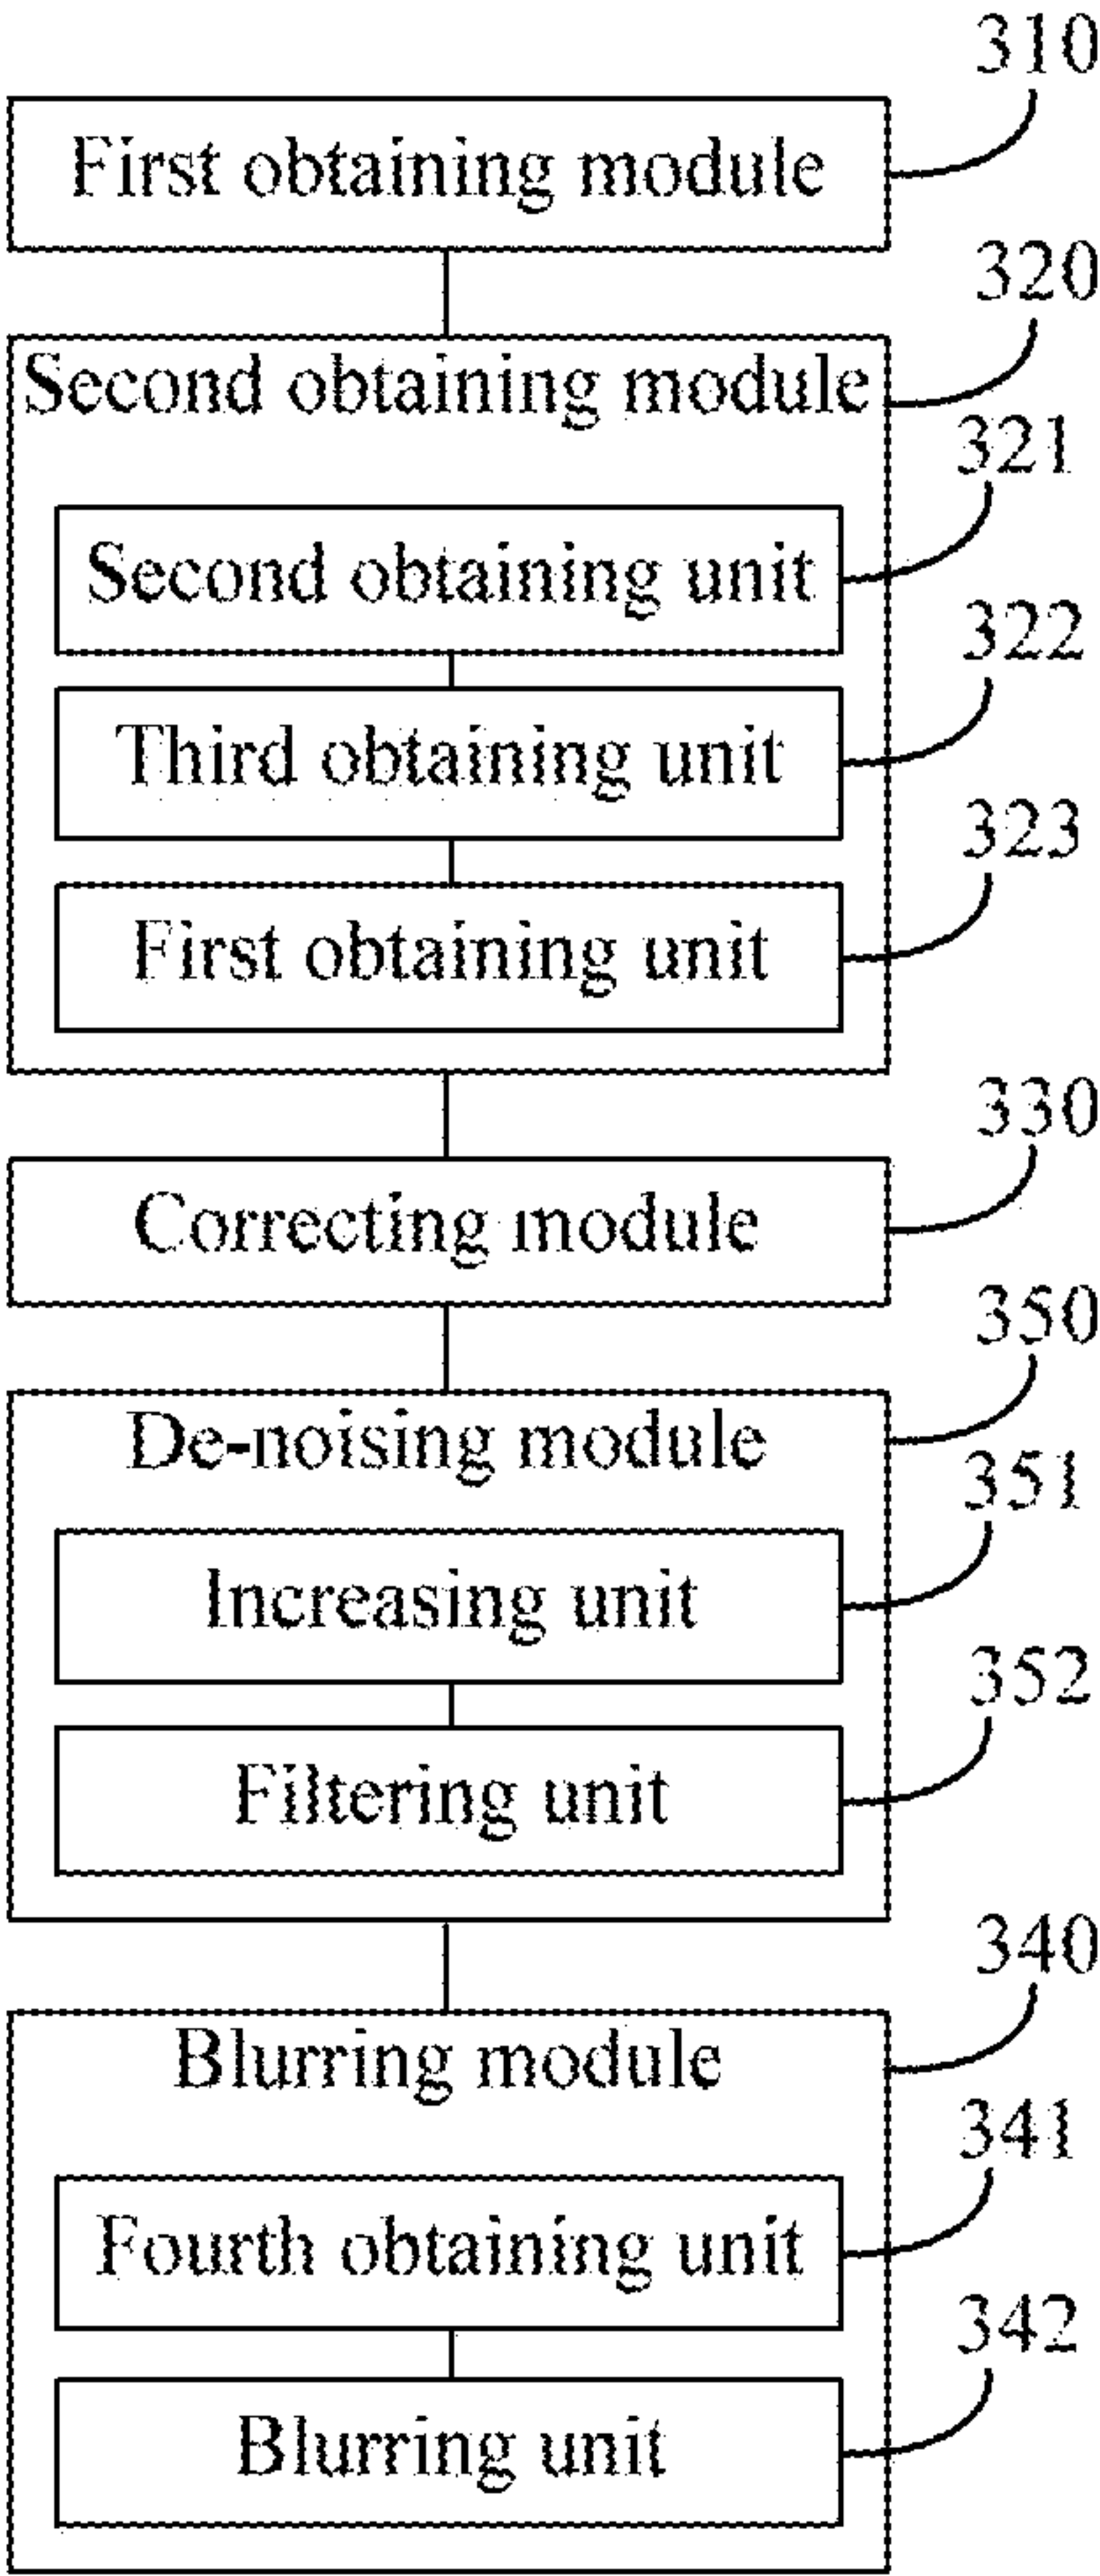 310
First obtaining module
320
Second obtaining module
321
Second obtaining unit
322
Third obtaining unit
323
First obtaining unit
330
Correcting module
350
De-noising module
351
Increasing unit
352
Filtering unit
340
Blurring module
341
Fourth obtaining unit
342
Blurring unit